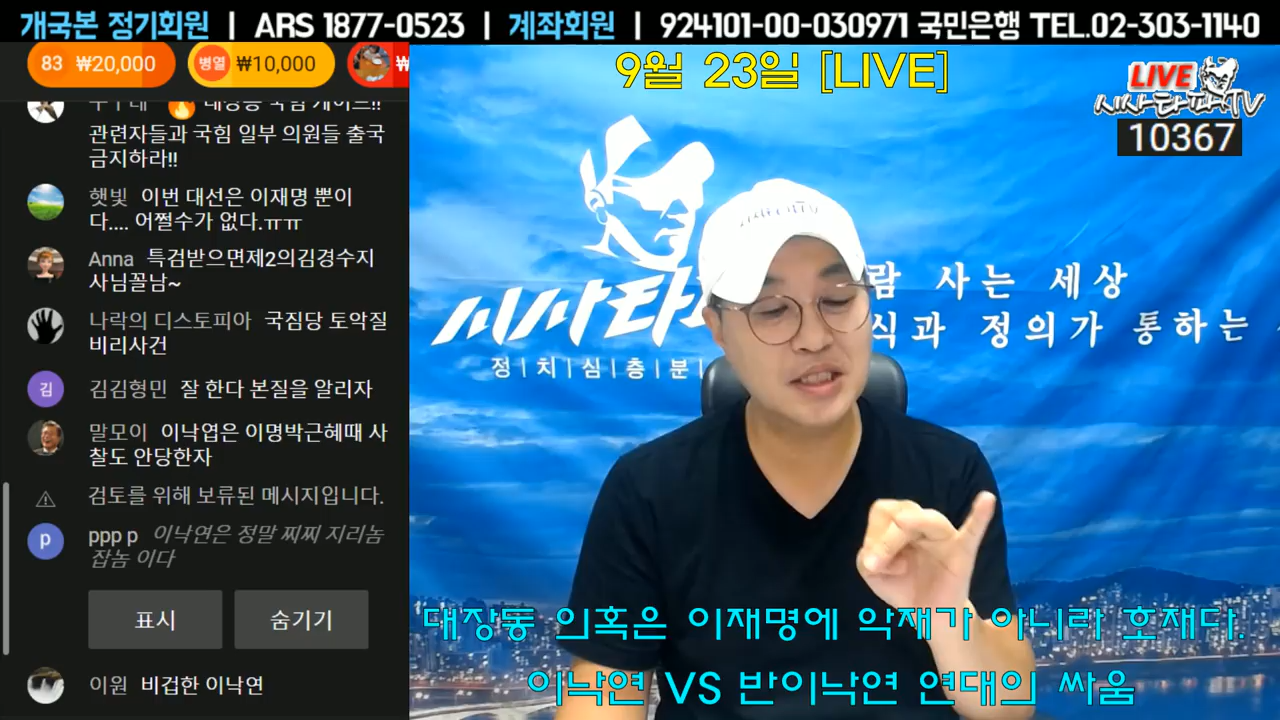 개국본 정기회원 | ARS 1877-0523 | 계좌회원 | 924101-00-030971 국민은행 TEL.02-303-1140
83 ₩20,000
병열 ₩10,000
₩
9월 23일 [LIVE]
LIVE
시사타파TV
10367
대장동 국힘 게이트!!
관련자들과 국힘 일부 의원들 출국
금지하라!!
햇빛 이번 대선은 이재명 뿐이
다.... 어쩔수가 없다.ㅠㅠ
Anna 특검받으면제2의김경수지
사님꼴남~
나락의 디스토피아 국짐당 토악질
비리사건
김 김김형민 잘 한다 본질을 알리자
말모이 이낙엽은 이명박근혜때 사
찰도 안당한자
검토를 위해 보류된 메시지입니다.
p ppp p 이낙연은 정말 찌찌 지리놈
잡놈 이다
표시 숨기기
이원 비겁한 이낙연
시사타
정|치|심|층|분|
람 사는 세상
식과 정의가 통하는
대장동 의혹은 이재명에 악재가 아니라 호재다.
이낙연 VS 반이낙연 연대의 싸움